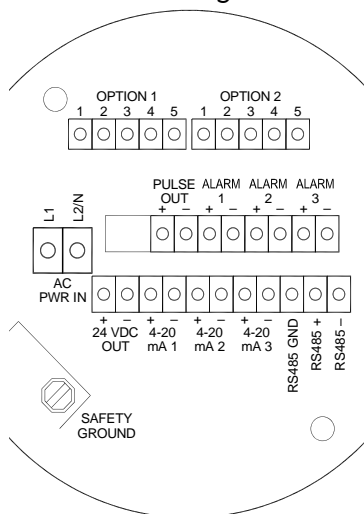 OPTION 1 OPTION 2
1 2 3 4 5 1 2 3 4 5
PULSE ALARM ALARM ALARM
OUT 1 2 3
+ – + – + – + –
L1 L2/N
AC
PWR IN
+ – + – + – + –
24 VDC 4-20 4-20 4-20
OUT mA 1 mA 2 mA 3
RS485 GND
RS485 +
RS485 –
SAFETY
GROUND